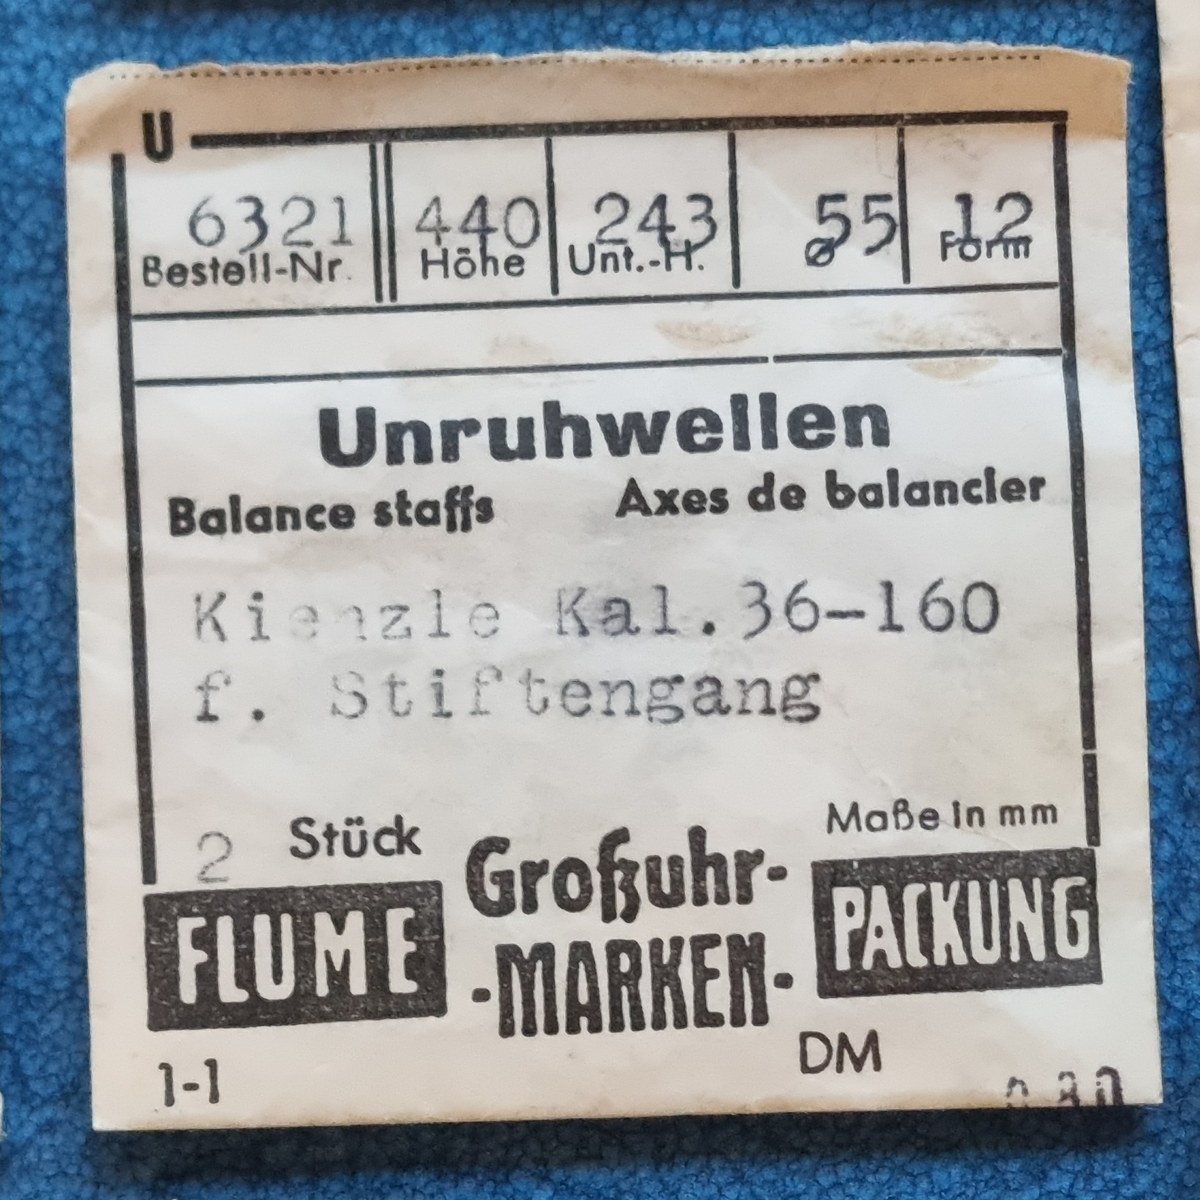 U
6321 440 243 55 12
Bestell-Nr. Höhe Unt.-H. ø Form
Unruhwellen
Balance staffs Axes de balancier
Kienzle Kal.36-160
f. Stiftengang
2 Stück Maße in mm
FLUME Großuhr- PACKUNG
-MARKEN-
DM
1-1